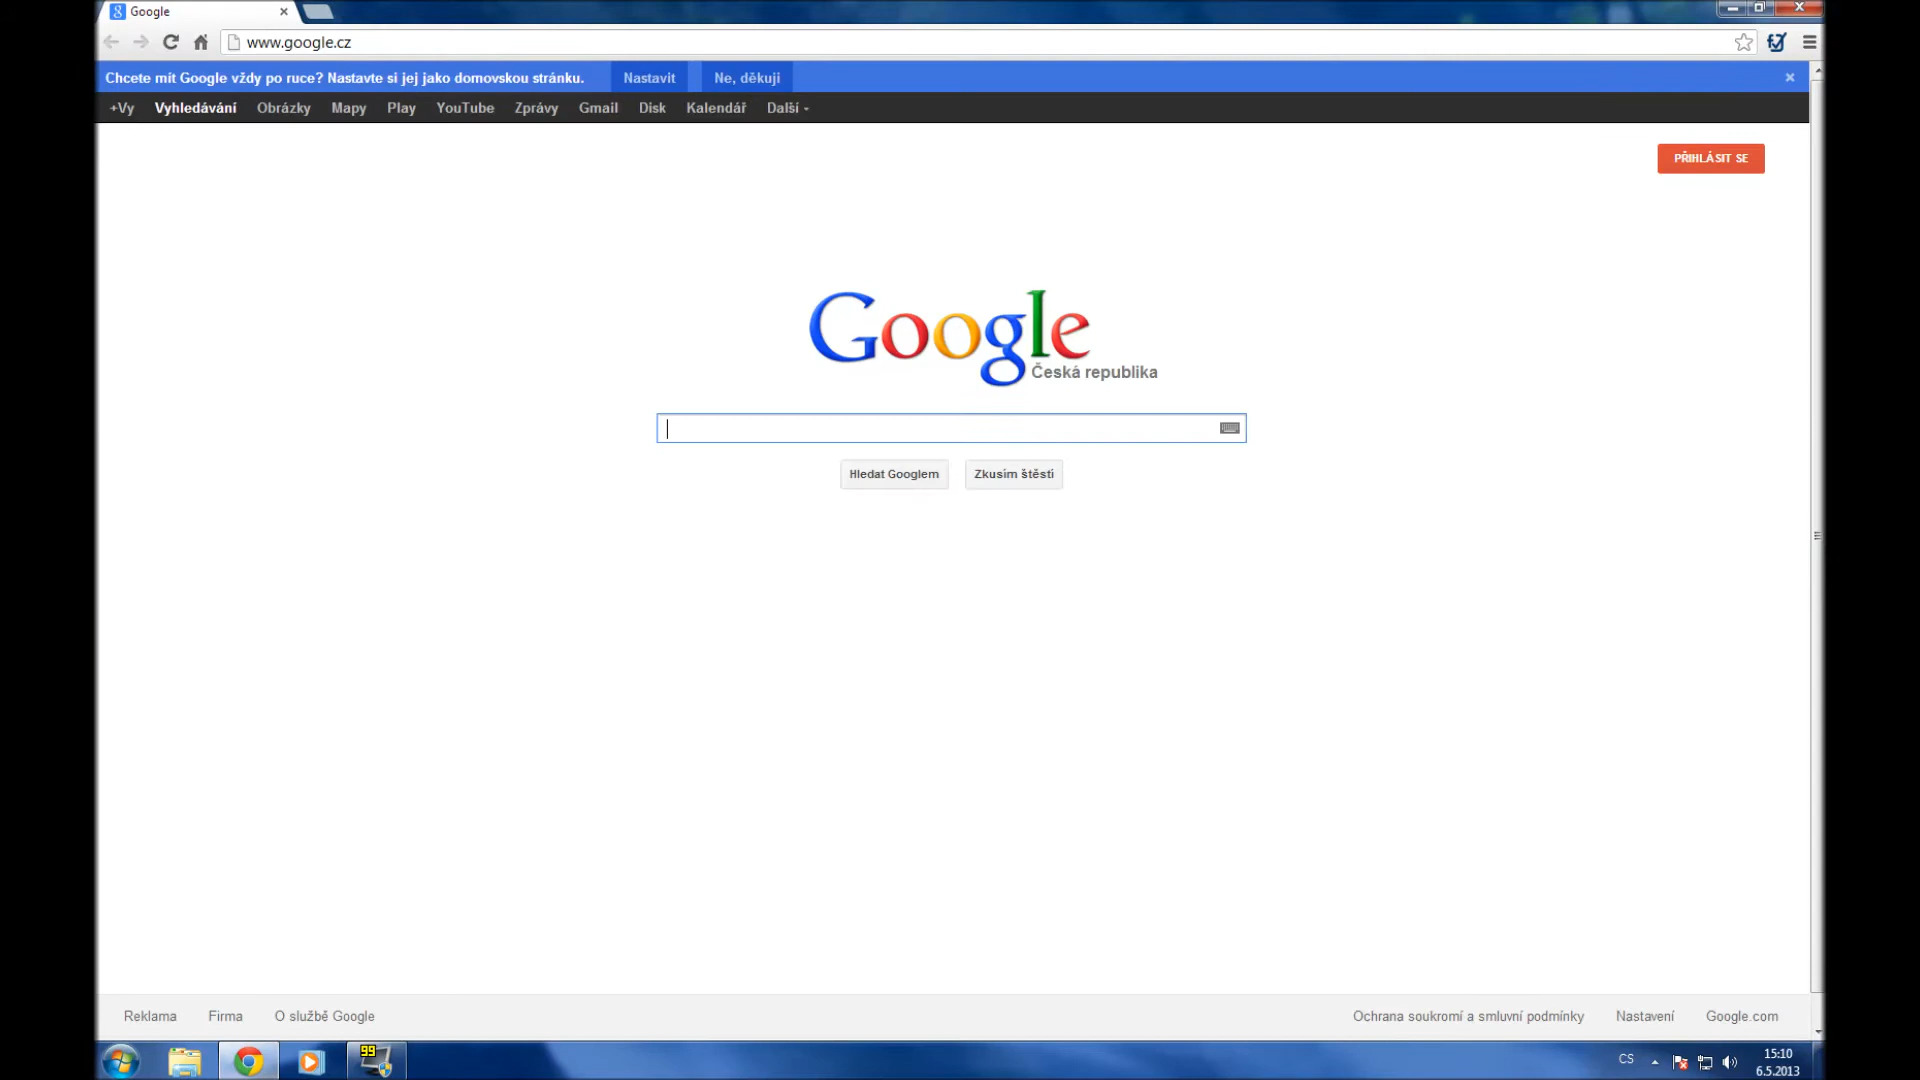 Google
www.google.cz
Chcete mít Google vždy po ruce? Nastavte si jej jako domovskou stránku. Nastavit Ne, děkuji
+Vy Vyhledávání Obrázky Mapy Play YouTube Zprávy Gmail Disk Kalendář Další
PŘIHLÁSIT SE
Google
Česká republika
Hledat Googlem Zkusím štěstí
Reklama Firma O službě Google Ochrana soukromí a smluvní podmínky Nastavení Google.com
99
CS 15:10
6.5.2013